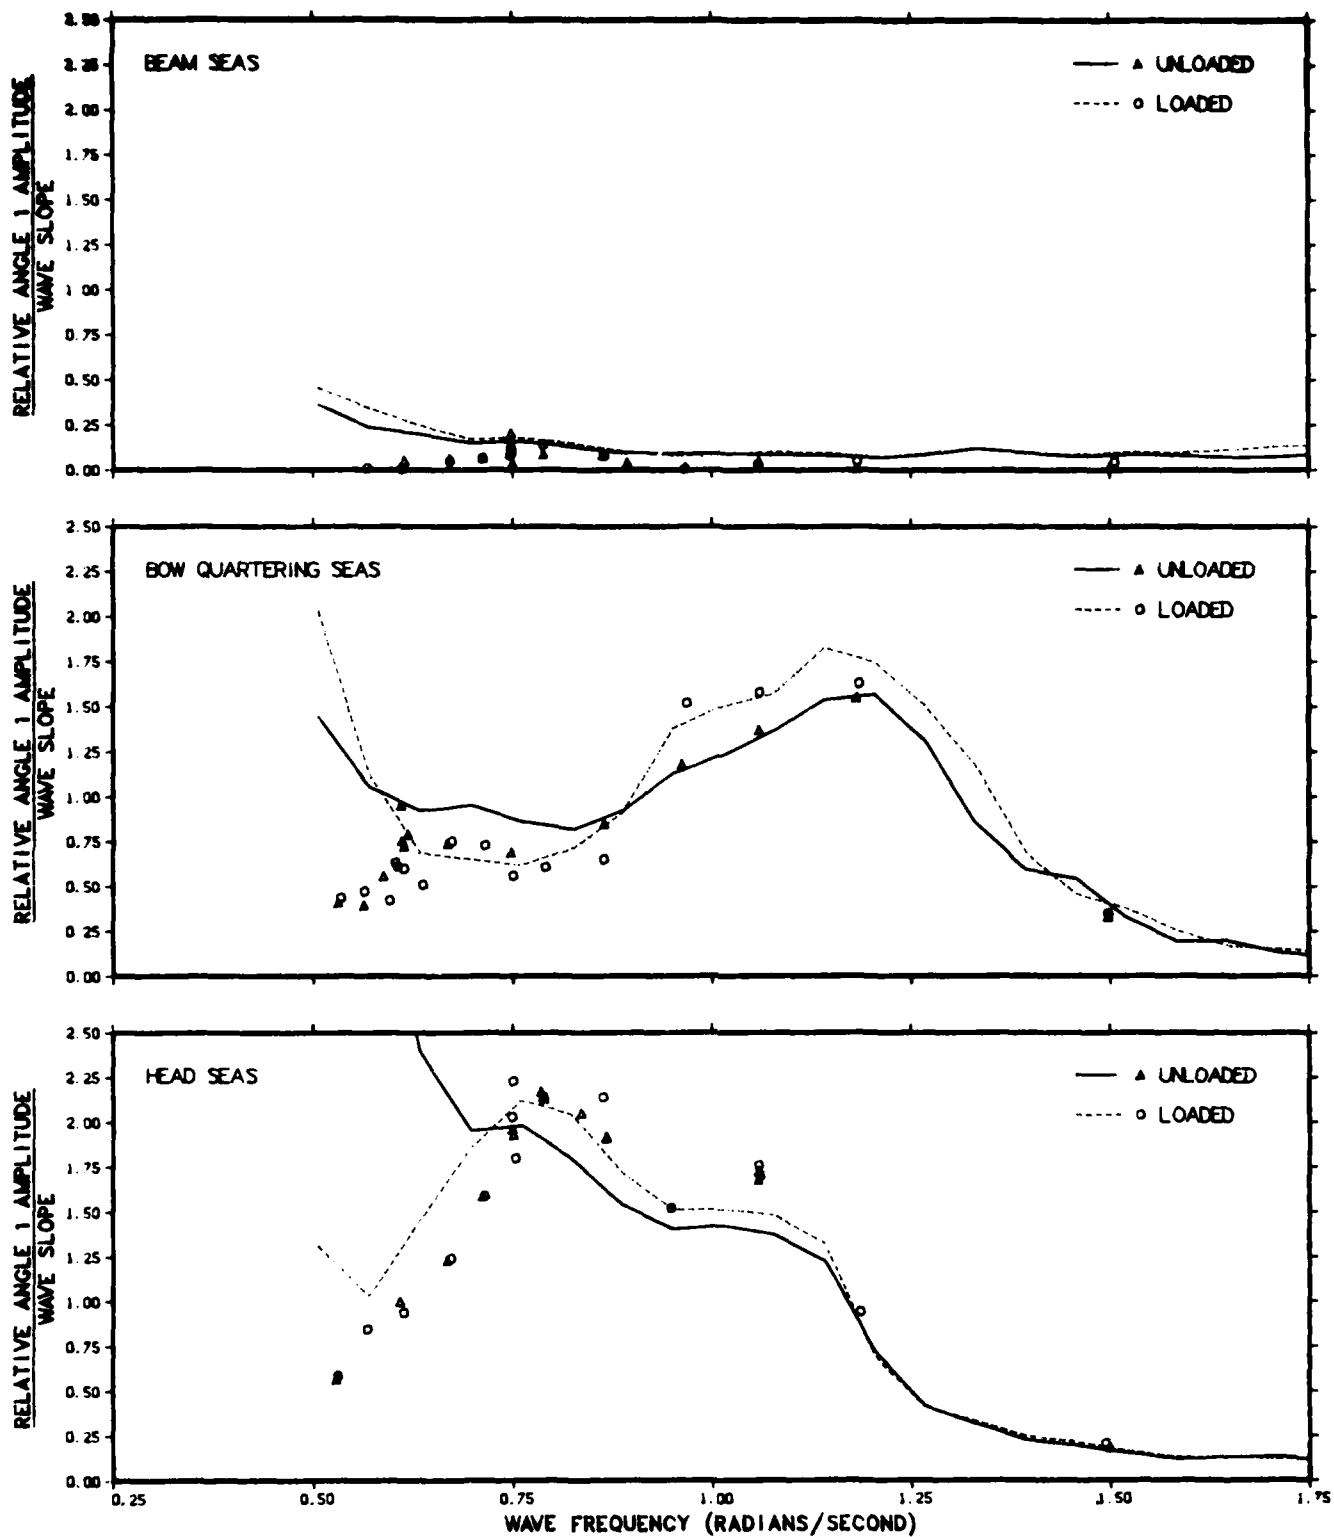 BEAM SEAS
UNLOADED
LOADED
RELATIVE ANGLE 1 AMPLITUDE
WAVE SLOPE
2.50
2.25
2.00
1.75
1.50
1.25
1.00
0.75
0.50
0.25
0.00
BOW QUARTERING SEAS
UNLOADED
LOADED
RELATIVE ANGLE 1 AMPLITUDE
WAVE SLOPE
2.50
2.25
2.00
1.75
1.50
1.25
1.00
0.75
0.50
0.25
0.00
HEAD SEAS
UNLOADED
LOADED
RELATIVE ANGLE 1 AMPLITUDE
WAVE SLOPE
2.50
2.25
2.00
1.75
1.50
1.25
1.00
0.75
0.50
0.25
0.00
0.25 0.50 0.75 1.00 1.25 1.50 1.75
WAVE FREQUENCY (RADIANS/SECOND)